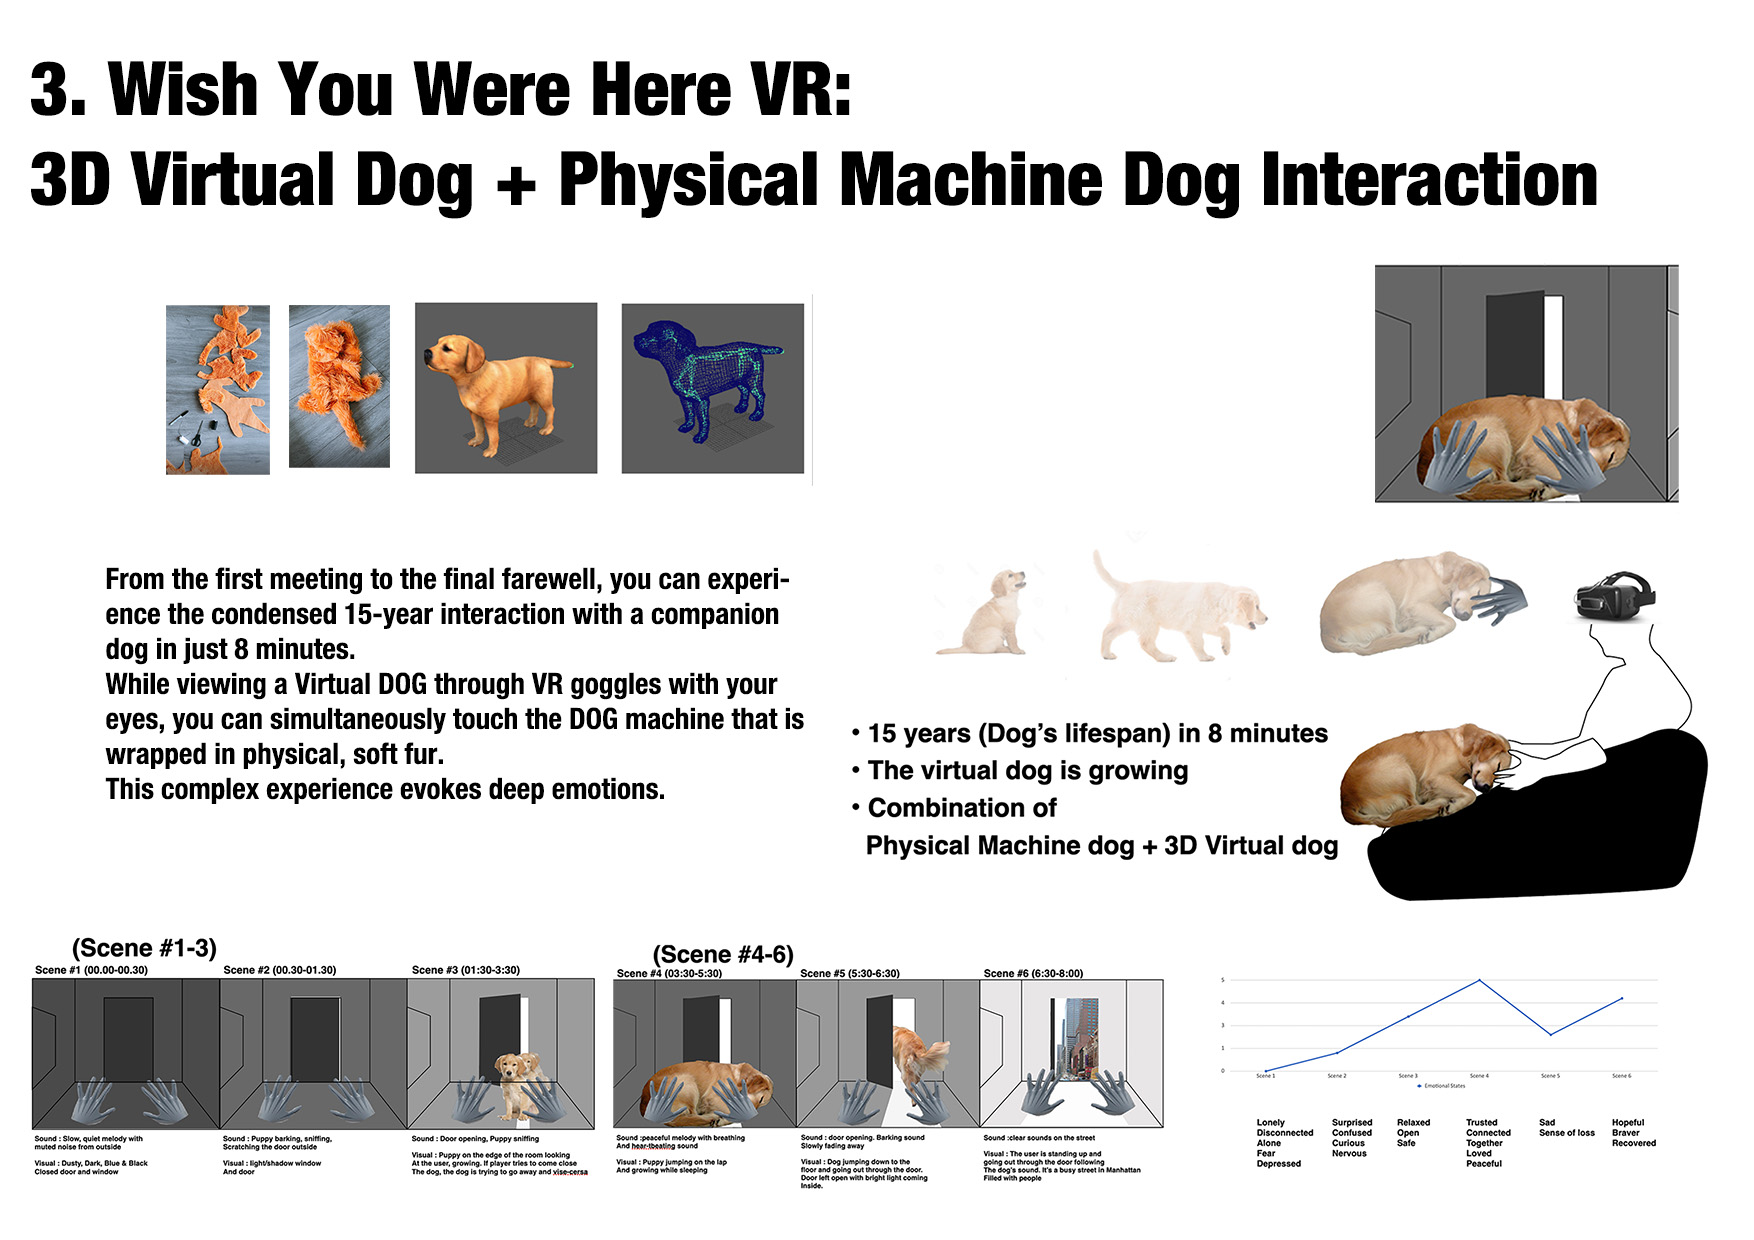 3. Wish You Were Here VR:
3D Virtual Dog + Physical Machine Dog Interaction
From the first meeting to the final farewell, you can experi-
ence the condensed 15-year interaction with a companion
dog in just 8 minutes.
While viewing a Virtual DOG through VR goggles with your
eyes, you can simultaneously touch the DOG machine that is
wrapped in physical, soft fur.
This complex experience evokes deep emotions.
• 15 years (Dog's lifespan) in 8 minutes
• The virtual dog is growing
• Combination of
Physical Machine dog + 3D Virtual dog
(Scene #1-3)
Scene #1 (00.00-00.30)
Sound : Slow, quiet melody with
muted noise from outside
Visual : Dusty, Dark, Blue & Black
Closed door and window
Scene #2 (00.30-01.30)
Sound : Puppy barking, sniffing,
Scratching the door outside
Visual : light/shadow window
And door
Scene #3 (01:30-3:30)
Sound : Door opening, Puppy sniffing
Visual : Puppy on the edge of the room looking
At the user, growing. If player tries to come close
The dog, the dog is trying to go away and vise-cersa
(Scene #4-6)
Scene #4 (03:30-5:30)
Sound :peaceful melody with breathing
And hear-tbeating sound
Visual : Puppy jumping on the lap
And growing while sleeping
Scene #5 (5:30-6:30)
Sound : door opening. Barking sound
Slowly fading away
Visual : Dog jumping down to the
floor and going out through the door.
Door left open with bright light coming
Inside.
Scene #6 (6:30-8:00)
Sound :clear sounds on the street
Visual : The user is standing up and
going out through the door following
The dog's sound. It's a busy street in Manhattan
Filled with people
5
4
3
1
0
Scene 1
Scene 2
Scene 3
Scene 4
Scene 5
Scene 6
Emotional States
Lonely
Disconnected
Alone
Fear
Depressed
Surprised
Confused
Curious
Nervous
Relaxed
Open
Safe
Trusted
Connected
Together
Loved
Peaceful
Sad
Sense of loss
Hopeful
Braver
Recovered